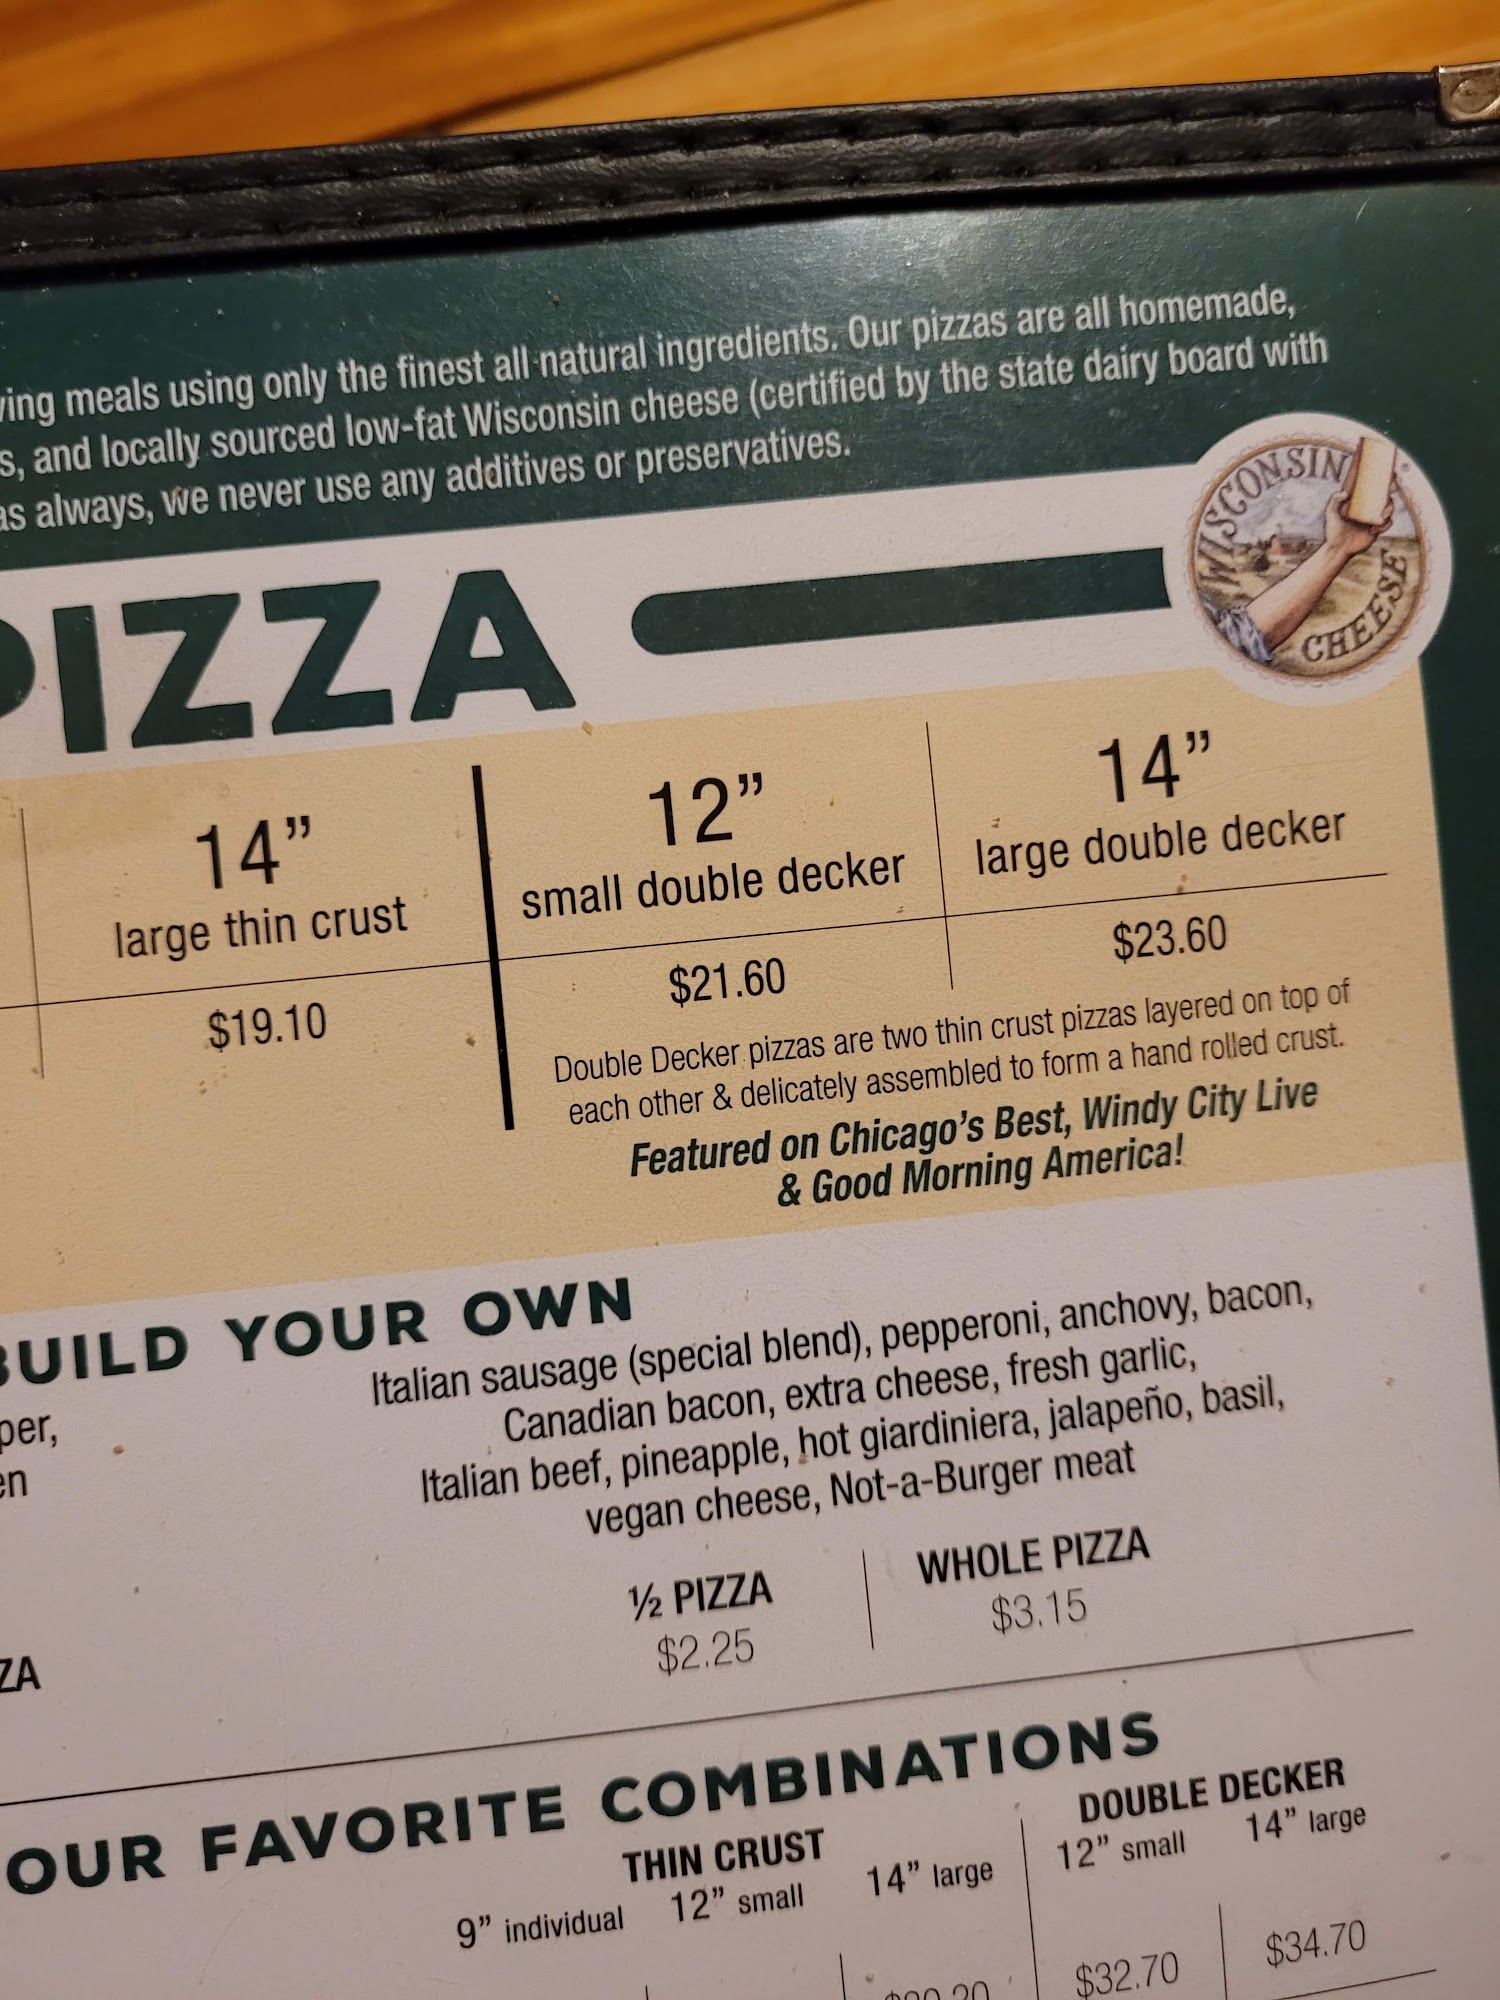 meals using only the finest all natural ingredients. Our pizzas are all homemade,
and locally sourced low-fat Wisconsin cheese (certified by the state dairy board with
as always, we never use any additives or preservatives.
WISCONSIN
CHEESE
PIZZA
14” 12” 14”
large thin crust small double decker large double decker
$19.10 $21.60 $23.60
Double Decker pizzas are two thin crust pizzas layered on top of
each other & delicately assembled to form a hand rolled crust.
Featured on Chicago’s Best, Windy City Live
& Good Morning America!
BUILD YOUR OWN
Italian sausage (special blend), pepperoni, anchovy, bacon,
Canadian bacon, extra cheese, fresh garlic,
Italian beef, pineapple, hot giardiniera, jalapeño, basil,
vegan cheese, Not-a-Burger meat
½ PIZZA WHOLE PIZZA
$2.25 $3.15
OUR FAVORITE COMBINATIONS
THIN CRUST DOUBLE DECKER
9” individual 12” small 14” large 12” small 14” large
$32.70 $34.70